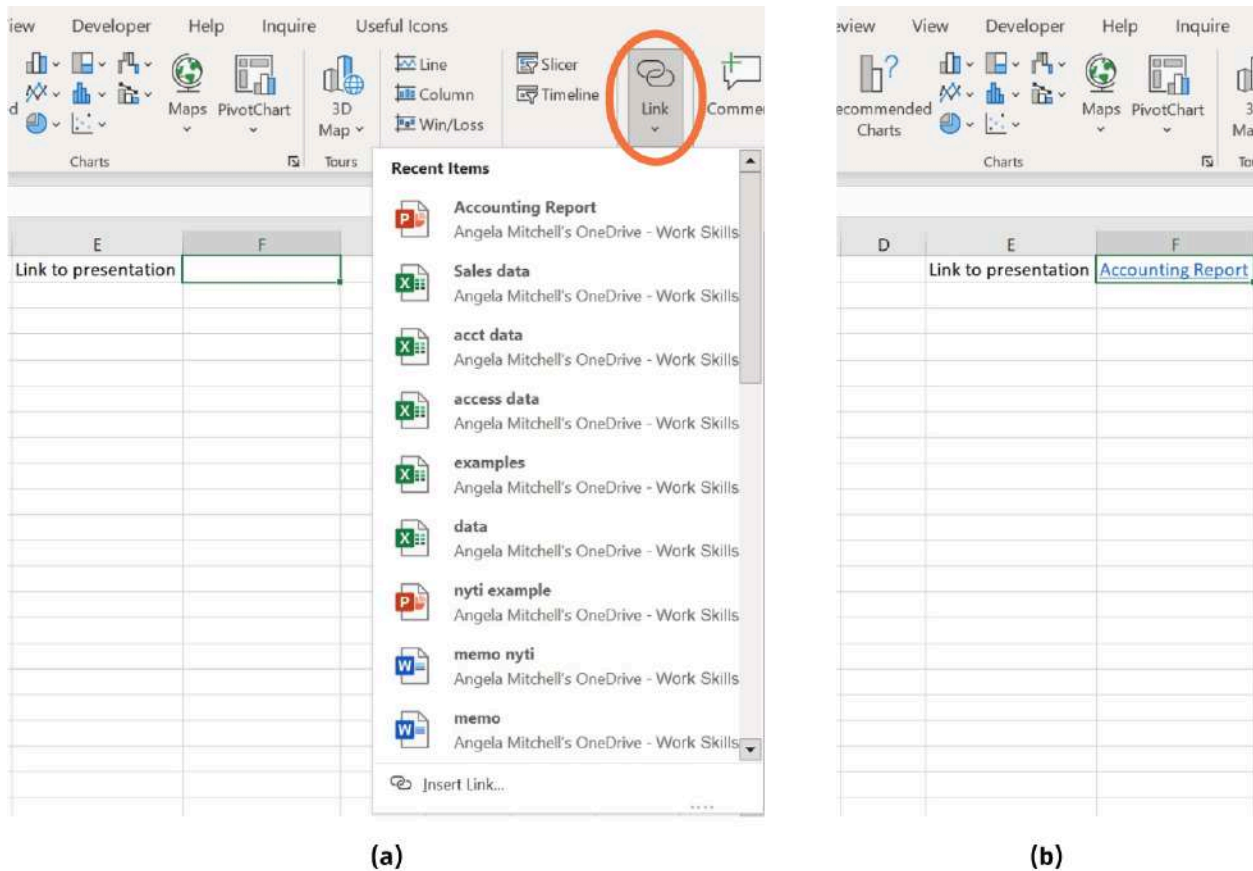 iew Developer Help Inquire Useful Icons
Line
Column
Win/Loss
Slicer
Timeline
Link
Comme
d
Maps
PivotChart
3D
Map
Charts
Tours
Recent Items
Accounting Report
Angela Mitchell's OneDrive - Work Skills
Sales data
Angela Mitchell's OneDrive - Work Skills
acct data
Angela Mitchell's OneDrive - Work Skills
access data
Angela Mitchell's OneDrive - Work Skills
examples
Angela Mitchell's OneDrive - Work Skills
data
Angela Mitchell's OneDrive - Work Skills
nyti example
Angela Mitchell's OneDrive - Work Skills
memo nyti
Angela Mitchell's OneDrive - Work Skills
memo
Angela Mitchell's OneDrive - Work Skills
Insert Link...
E F
Link to presentation
(a)
eview View Developer Help Inquire
ecommended
Charts
Maps
PivotChart
3
Ma
Charts
To
D E F
Link to presentation Accounting Report
(b)